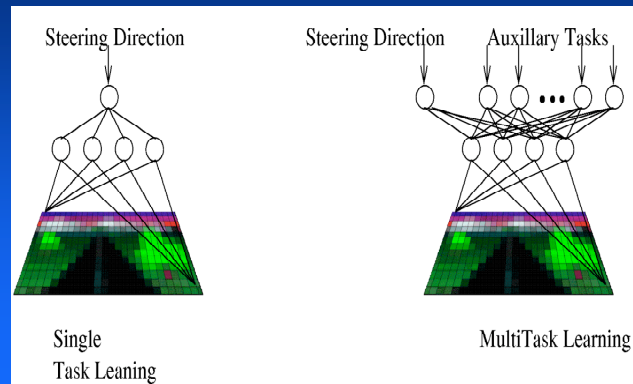 Steering Direction
Steering Direction
Auxillary Tasks
Single
Task Leaning
MultiTask Learning